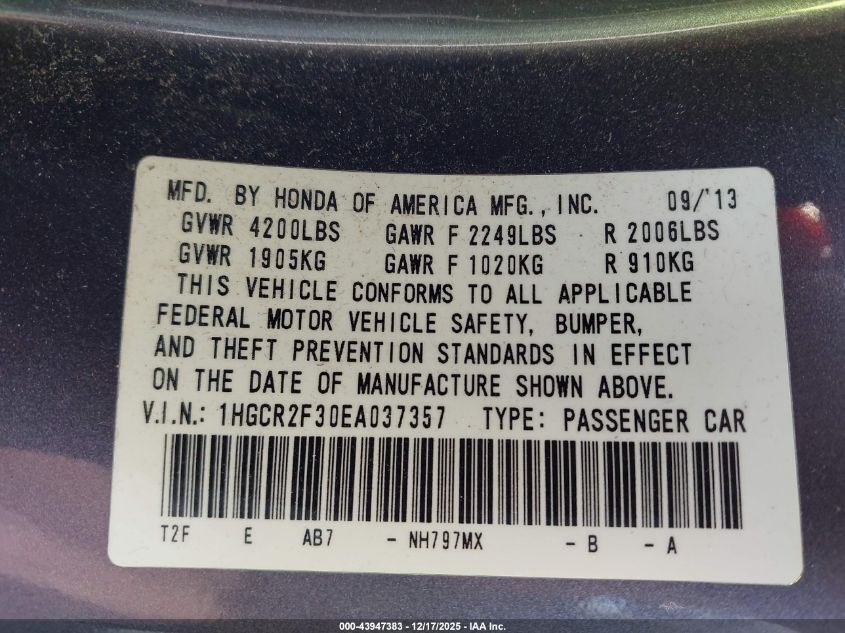 MFD. BY HONDA OF AMERICA MFG., INC. 09/'13
GVWR 4200LBS GAWR F 2249LBS R 2006LBS
GVWR 1905KG GAWR F 1020KG R 910KG
THIS VEHICLE CONFORMS TO ALL APPLICABLE
FEDERAL MOTOR VEHICLE SAFETY, BUMPER,
AND THEFT PREVENTION STANDARDS IN EFFECT
ON THE DATE OF MANUFACTURE SHOWN ABOVE.
V.I.N.: 1HGCR2F30EA037357 TYPE: PASSENGER CAR
T2F E AB7 - NH797MX - B - A
000-43947383 - 12/17/2025 - IAA Inc.